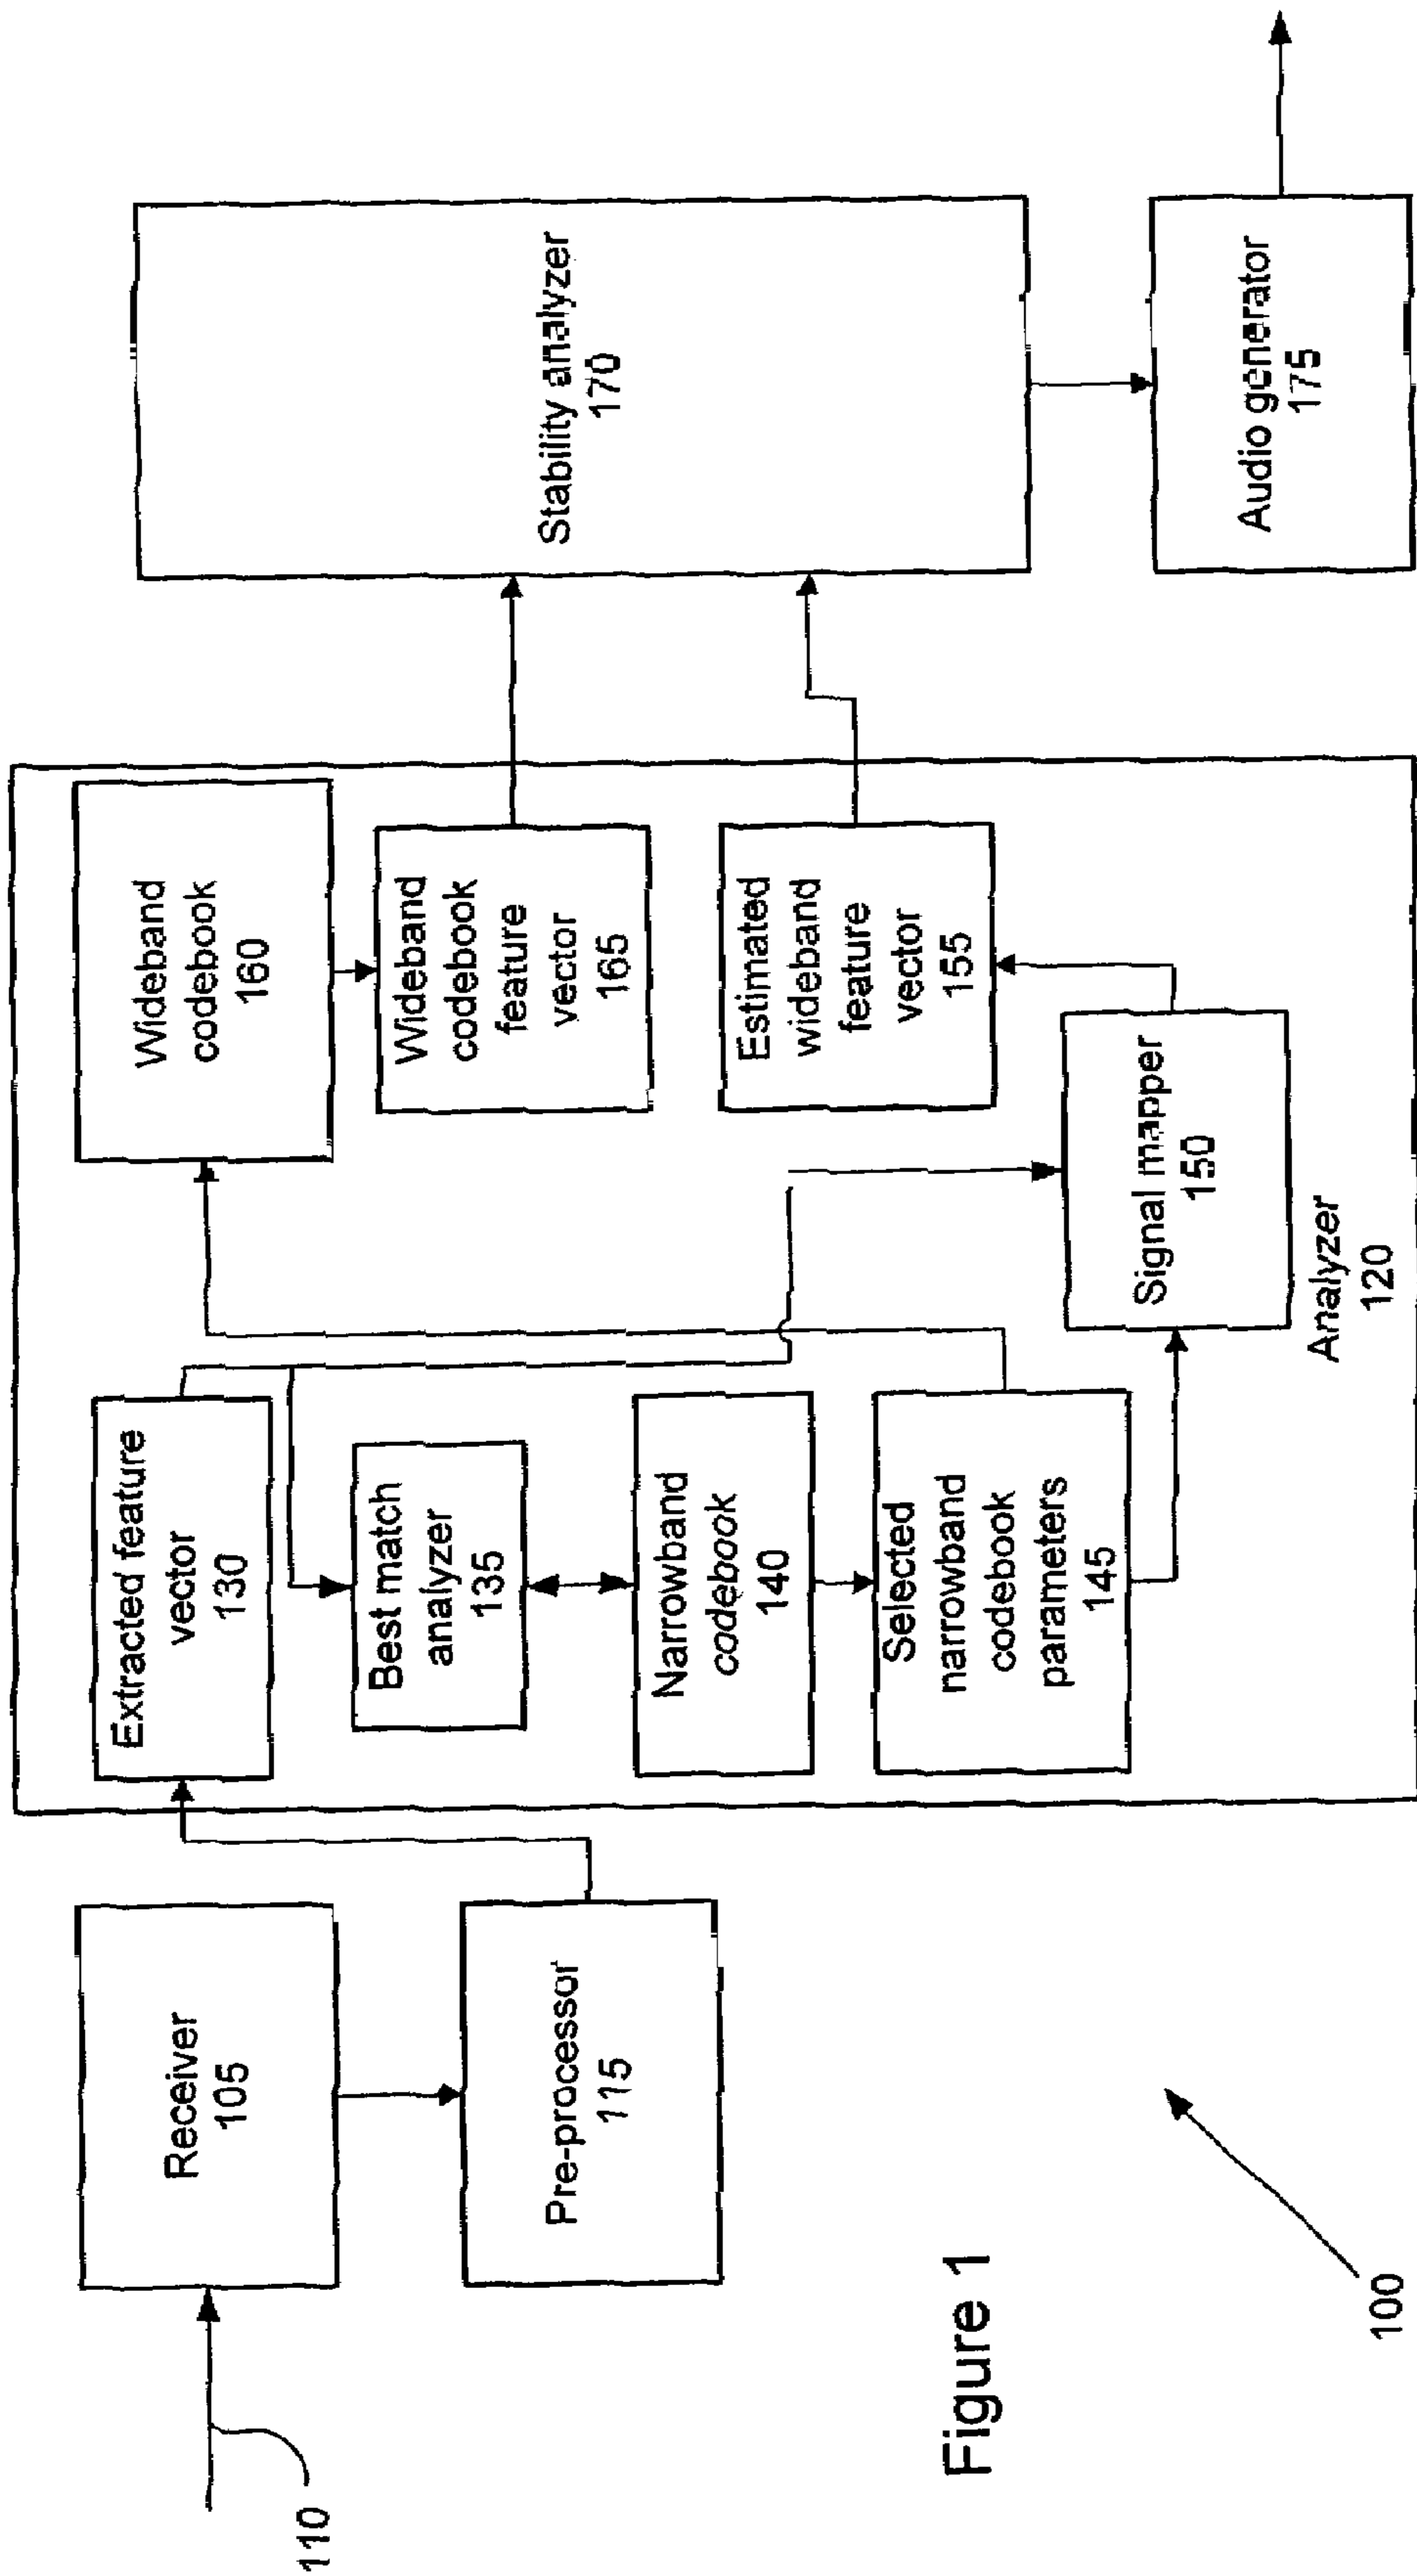 110
Receiver
105
Pre-processor
115
Extracted feature
vector
130
Best match
analyzer
135
Narrowband
codebook
140
Selected
narrowband
codebook
parameters
145
Wideband
codebook
160
Wideband
codebook
feature
vector
165
Estimated
wideband
feature
vector
155
Signal mapper
150
Analyzer
120
Stability analyzer
170
Audio generator
175
Figure 1
100